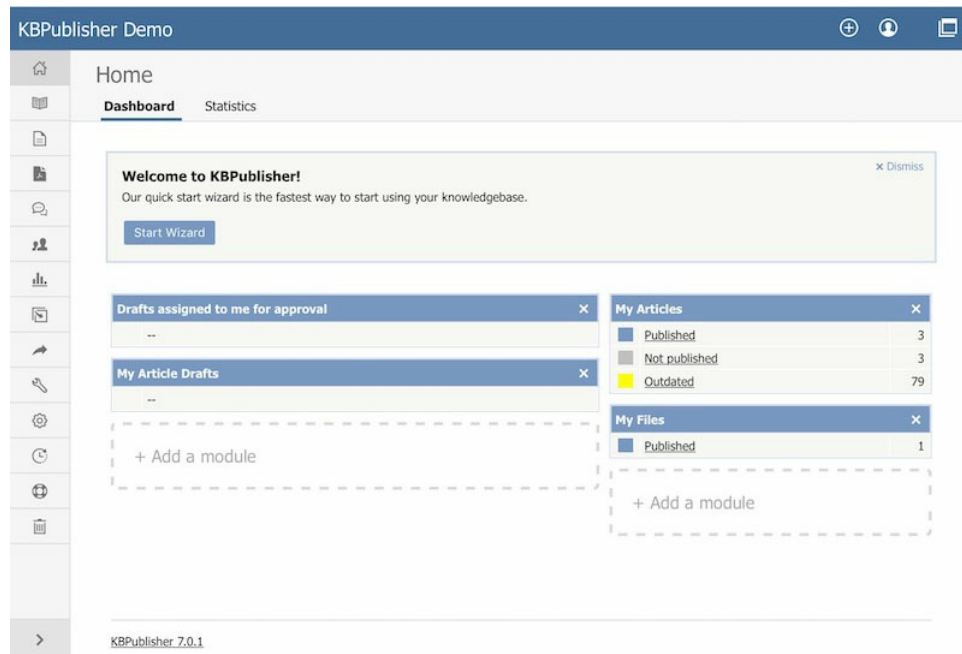 KBPublisher Demo
Home
Dashboard Statistics
Welcome to KBPublisher!
× Dismiss
Our quick start wizard is the fastest way to start using your knowledgebase.
Start Wizard
Drafts assigned to me for approval ×
--
My Article Drafts ×
--
+ Add a module
My Articles ×
Published 3
Not published 3
Outdated 79
My Files ×
Published 1
+ Add a module
KBPublisher 7.0.1